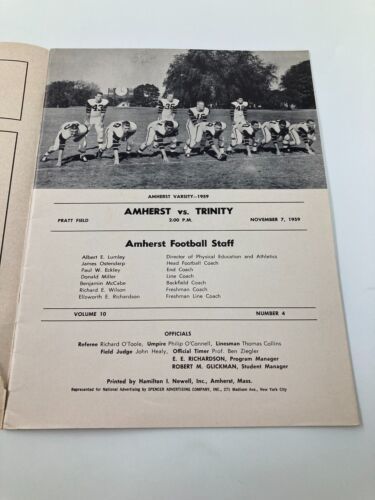 AMHERST VARSITY—1959
AMHERST vs. TRINITY
PRATT FIELD 2:00 P.M. NOVEMBER 7, 1959
Amherst Football Staff
Albert E. Lumley Director of Physical Education and Athletics
James Ostendarp Head Football Coach
Paul W. Eckley End Coach
Donald Miller Line Coach
Benjamin McCabe Backfield Coach
Richard E. Wilson Freshman Coach
Ellsworth E. Richardson Freshman Line Coach
VOLUME 10 NUMBER 4
OFFICIALS
Referee Richard O'Toole, Umpire Philip O'Connell, Linesman Thomas Collins
Field Judge John Healy, Official Timer Prof. Ben Ziegler
E. E. RICHARDSON, Program Manager
ROBERT M. GLICKMAN, Student Manager
Printed by Hamilton I. Newell, Inc., Amherst, Mass.
Represented for National Advertising by SPENCER ADVERTISING COMPANY, INC., 271 Madison Ave., New York City